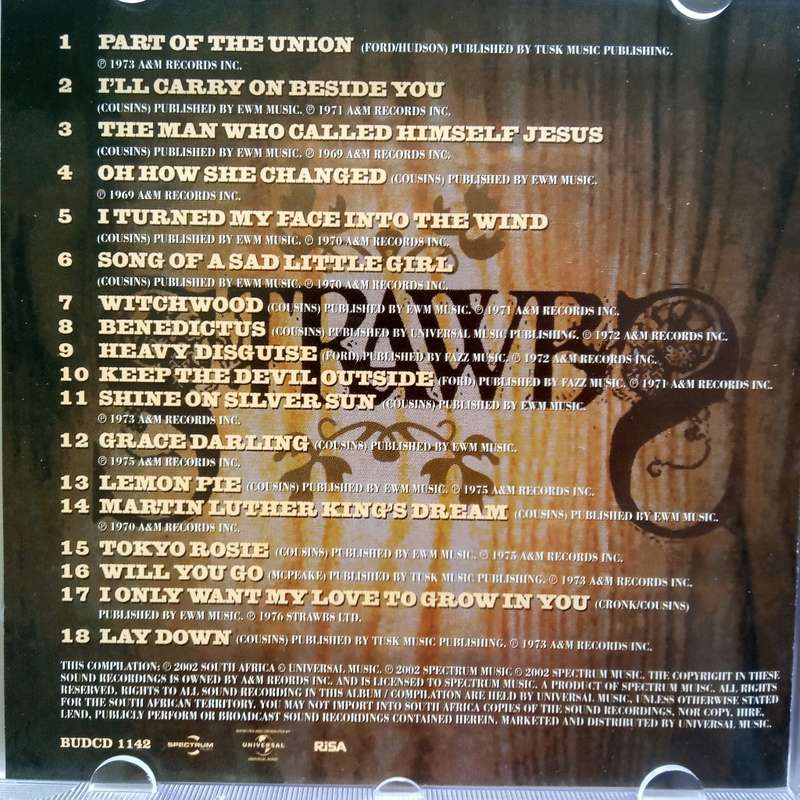 1 PART OF THE UNION (FORD/HUDSON) PUBLISHED BY TUSK MUSIC PUBLISHING.
℗ 1973 A&M RECORDS INC.
2 I'LL CARRY ON BESIDE YOU
(COUSINS) PUBLISHED BY EWM MUSIC. ℗ 1971 A&M RECORDS INC.
3 THE MAN WHO CALLED HIMSELF JESUS
(COUSINS) PUBLISHED BY EWM MUSIC. ℗ 1969 A&M RECORDS INC.
4 OH HOW SHE CHANGED (COUSINS) PUBLISHED BY EWM MUSIC.
℗ 1969 A&M RECORDS INC.
5 I TURNED MY FACE INTO THE WIND
(COUSINS) PUBLISHED BY EWM MUSIC. ℗ 1970 A&M RECORDS INC.
6 SONG OF A SAD LITTLE GIRL
(COUSINS) PUBLISHED BY EWM MUSIC. ℗ 1970 A&M RECORDS INC.
7 WITCHWOOD (COUSINS) PUBLISHED BY EWM MUSIC. ℗ 1971 A&M RECORDS INC.
8 BENEDICTUS (COUSINS) PUBLISHED BY UNIVERSAL MUSIC PUBLISHING. ℗ 1972 A&M RECORDS INC.
9 HEAVY DISGUISE (FORD) PUBLISHED BY FAZZ MUSIC. ℗ 1972 A&M RECORDS INC.
10 KEEP THE DEVIL OUTSIDE (FORD) PUBLISHED BY FAZZ MUSIC. ℗ 1971 A&M RECORDS INC.
11 SHINE ON SILVER SUN (COUSINS) PUBLISHED BY EWM MUSIC.
℗ 1973 A&M RECORDS INC.
12 GRACE DARLING (COUSINS) PUBLISHED BY EWM MUSIC.
℗ 1975 A&M RECORDS INC.
13 LEMON PIE (COUSINS) PUBLISHED BY EWM MUSIC. ℗ 1975 A&M RECORDS INC.
14 MARTIN LUTHER KING'S DREAM (COUSINS) PUBLISHED BY EWM MUSIC.
℗ 1970 A&M RECORDS INC.
15 TOKYO ROSIE (COUSINS) PUBLISHED BY EWM MUSIC. ℗ 1975 A&M RECORDS INC.
16 WILL YOU GO (MCPEAKE) PUBLISHED BY TUSK MUSIC PUBLISHING. ℗ 1973 A&M RECORDS INC.
17 I ONLY WANT MY LOVE TO GROW IN YOU (CRONK/COUSINS)
PUBLISHED BY EWM MUSIC. ℗ 1976 STRAWBS LTD.
18 LAY DOWN (COUSINS) PUBLISHED BY TUSK MUSIC PUBLISHING. ℗ 1973 A&M RECORDS INC.
STRAWBS
THIS COMPILATION: ℗ 2002 SOUTH AFRICA © UNIVERSAL MUSIC. ℗ 2002 SPECTRUM MUSIC © 2002 SPECTRUM MUSIC. THE COPYRIGHT IN THESE
SOUND RECORDINGS IS OWNED BY A&M REORDS INC. AND IS LICENSED TO SPECTRUM MUSIC. A PRODUCT OF SPECTRUM MUISC. ALL RIGHTS
RESERVED. RIGHTS TO ALL SOUND RECORDING IN THIS ALBUM / COMPILATION ARE HELD BY UNIVERSAL MUSIC, UNLESS OTHERWISE STATED
FOR THE SOUTH AFRICAN TERRITORY. YOU MAY NOT IMPORT INTO SOUTH AFRICA COPIES OF THE SOUND RECORDINGS, NOR COPY, HIRE,
LEND, PUBLICLY PERFORM OR BROADCAST SOUND RECORDINGS CONTAINED HEREIN. MARKETED AND DISTRIBUTED BY UNIVERSAL MUSIC.
BUDCD 1142 SPECTRUM UNIVERSAL RiSA